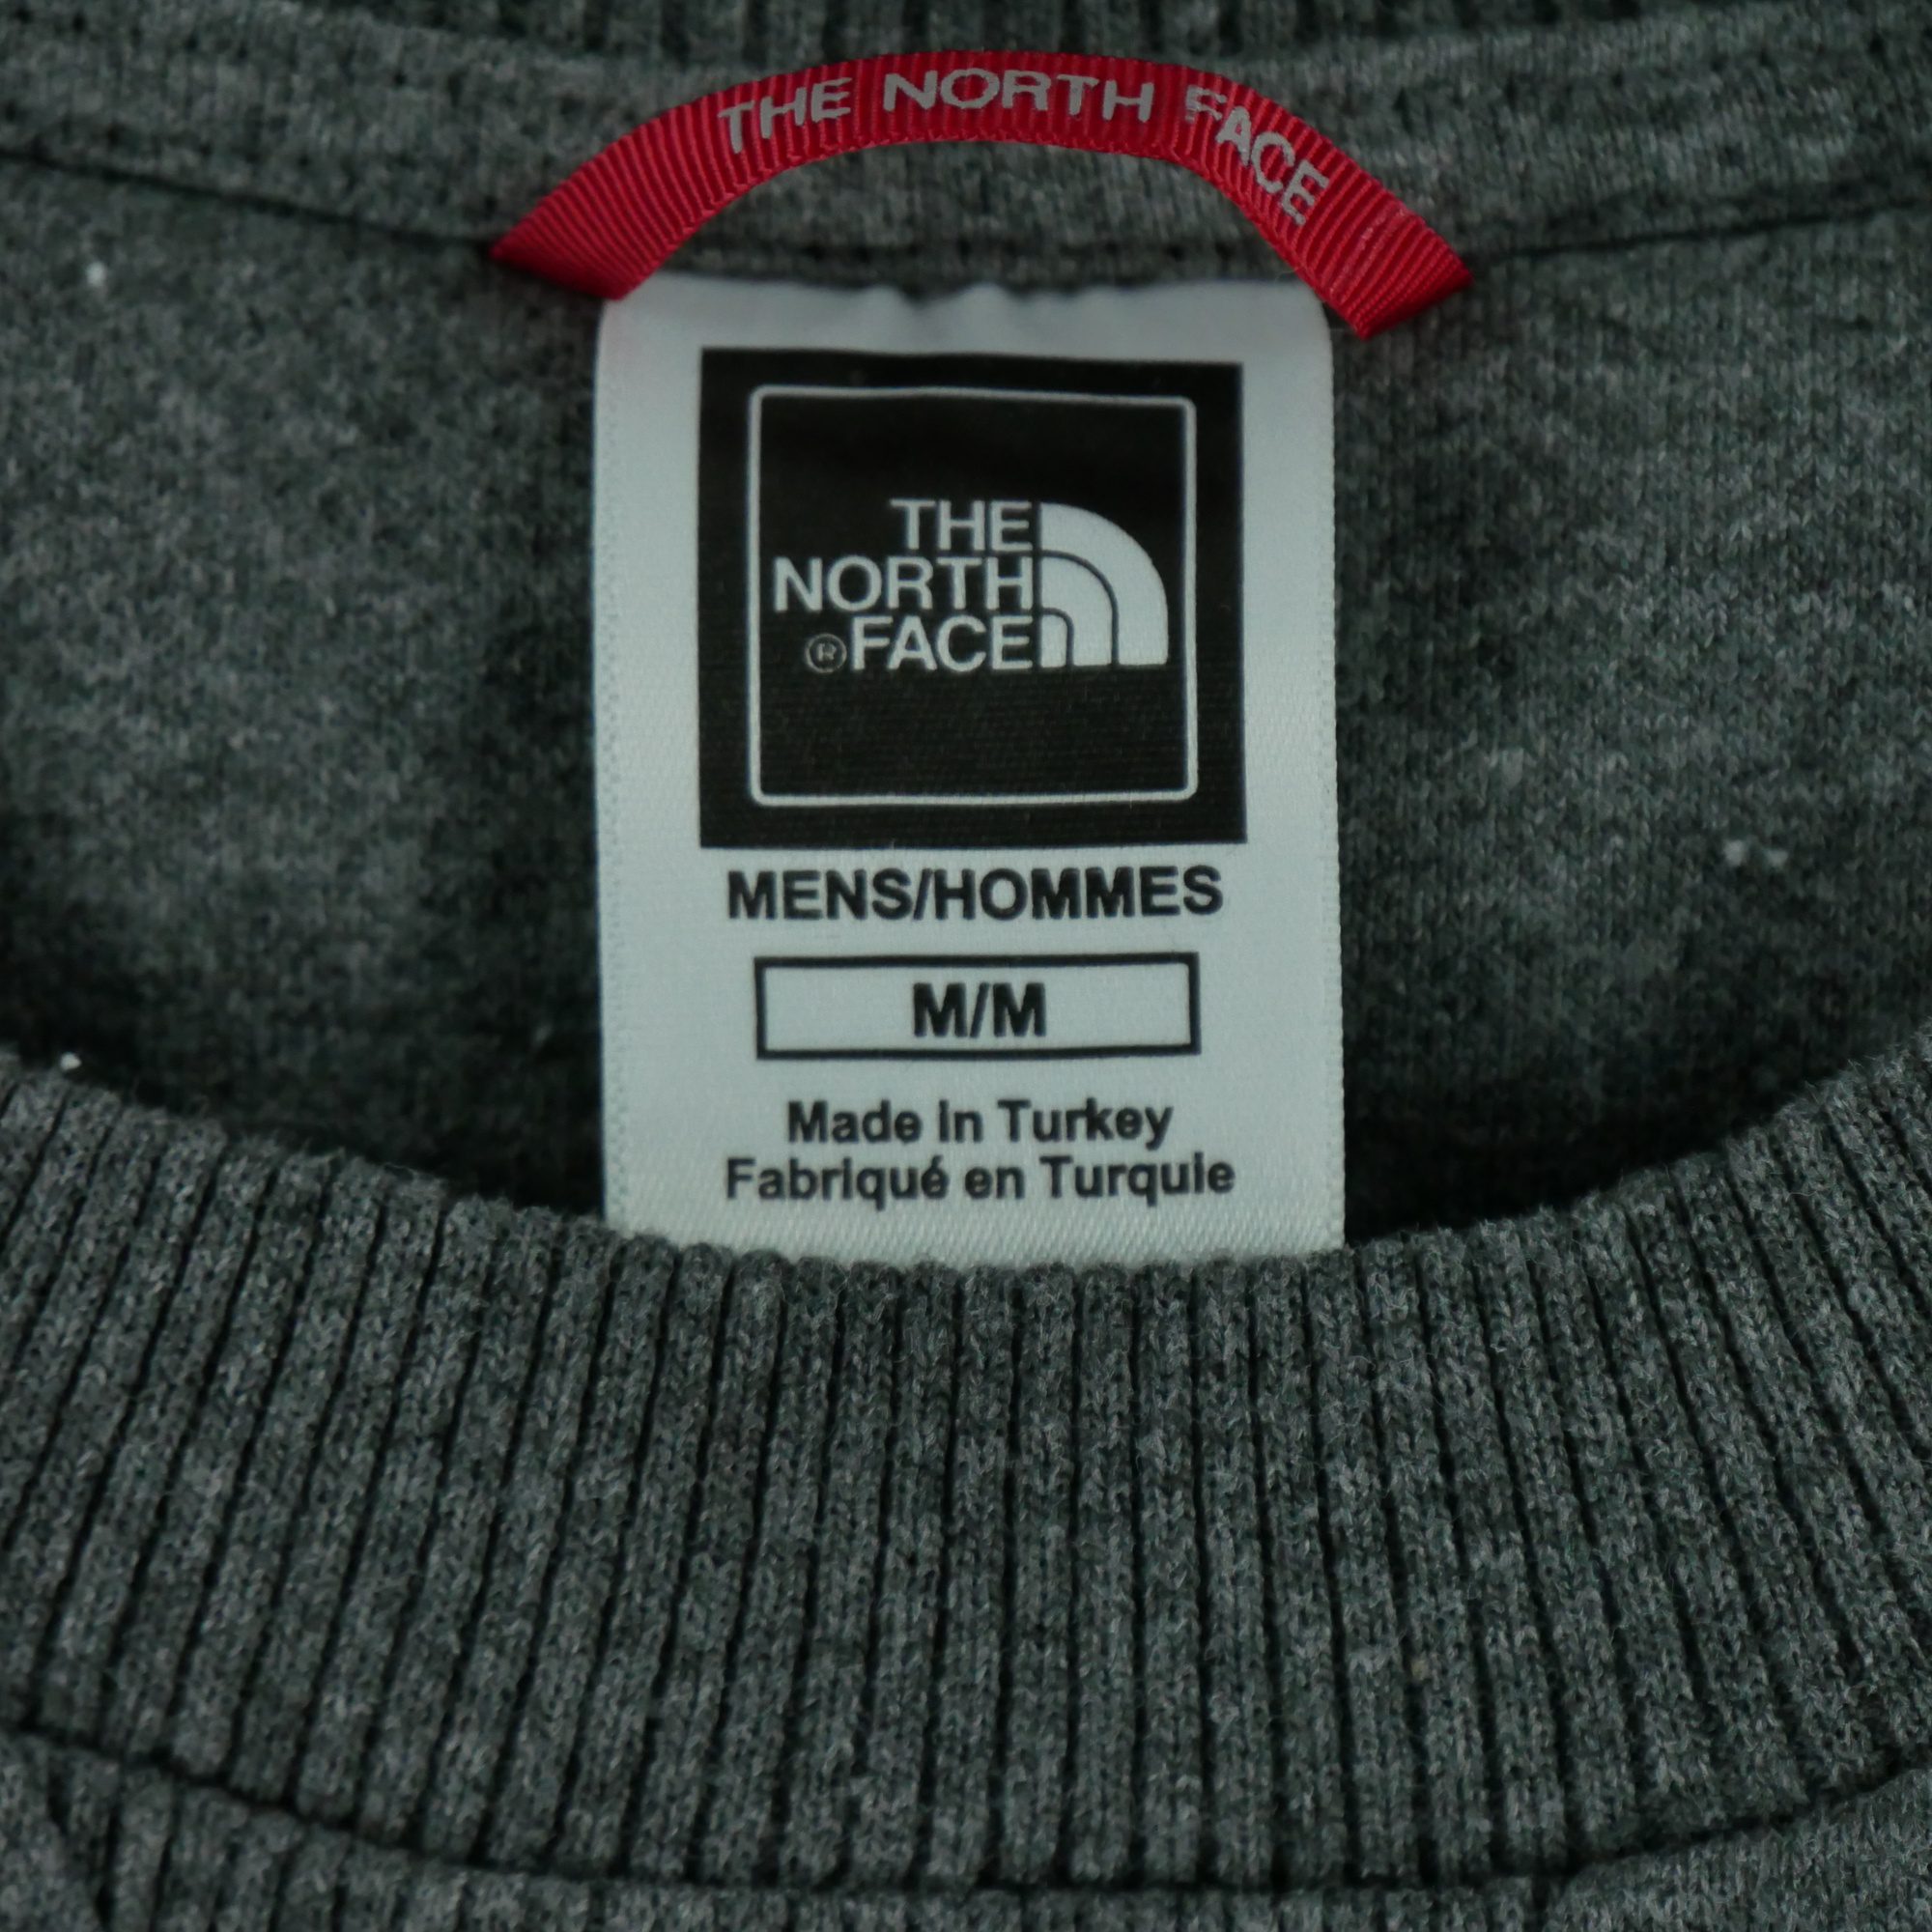 THE NORTH FACE
THE
NORTH
®FACE
MENS/HOMMES
M/M
Made In Turkey
Fabriqué en Turquie